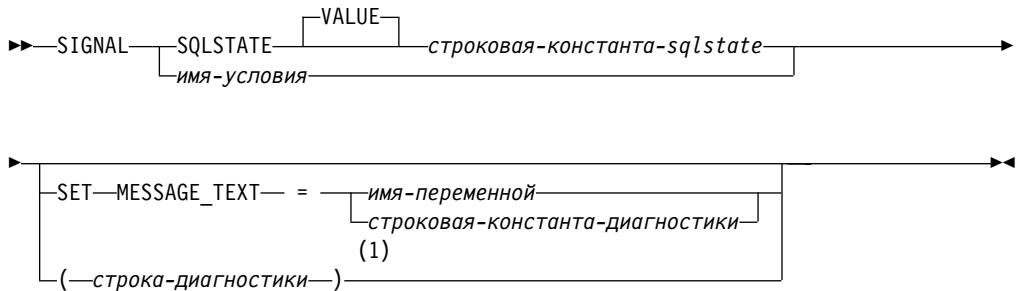 VALUE
SIGNAL SQLSTATE строковая-константа-sqlstate
имя-условия
SET MESSAGE_TEXT = имя-переменной
строковая-константа-диагностики
(1)
( строка-диагностики )